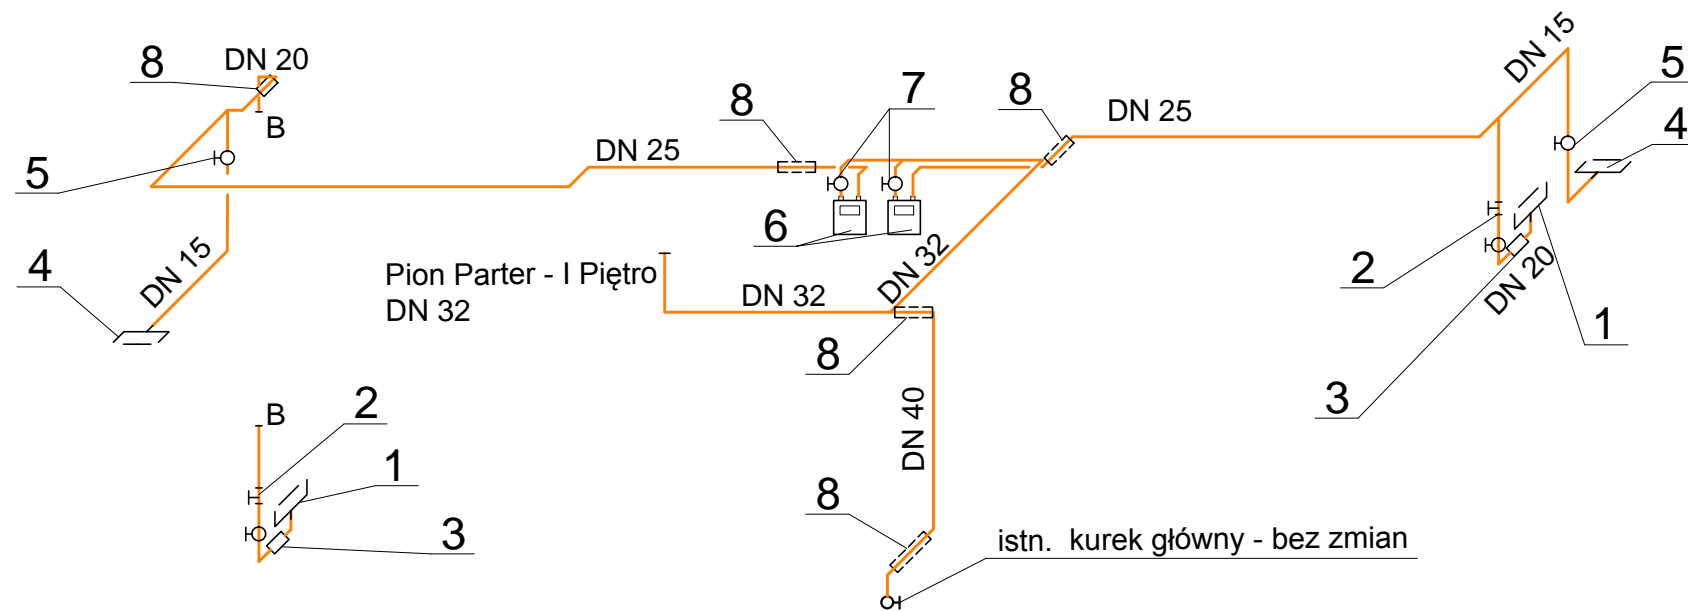 8
DN 20
B
5
DN 15
4
DN 25
8
7
6
8
DN 25
DN 15
5
4
2
DN 20
3
1
Pion Parter - I Piętro
DN 32
DN 32
DN 32
8
DN 40
8
istn. kurek główny - bez zmian
B
2
1
3